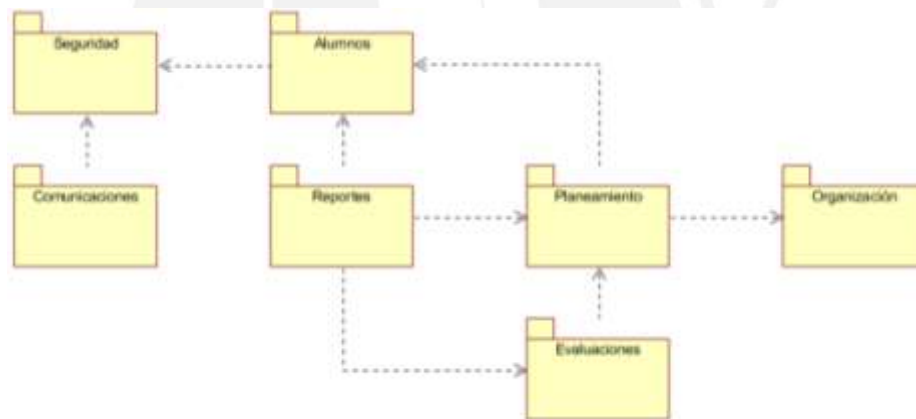 Seguridad
Alumnos
Comunicaciones
Reportes
Planeamiento
Organización
Evaluaciones